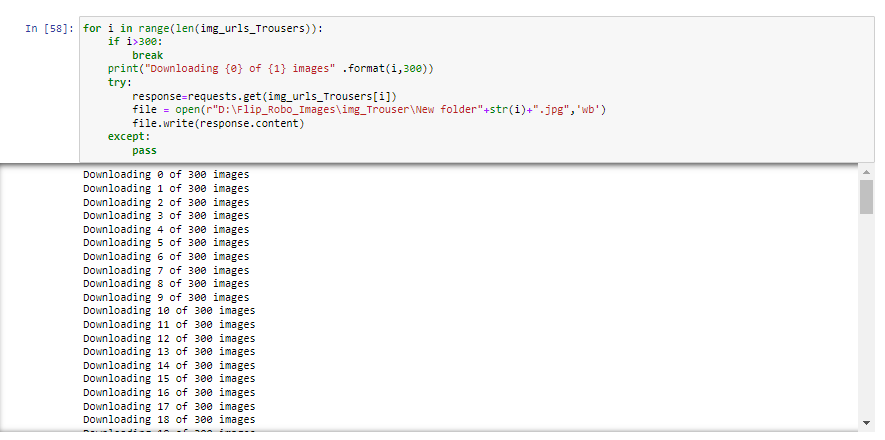 In [58]: for i in range(len(img_urls_Trousers)):
    if i>300:
        break
    print("Downloading {0} of {1} images" .format(i,300))
    try:
        response=requests.get(img_urls_Trousers[i])
        file = open(r"D:\Flip_Robo_Images\img_Trouser\New folder"+str(i)+".jpg",'wb')
        file.write(response.content)
    except:
        pass
Downloading 0 of 300 images
Downloading 1 of 300 images
Downloading 2 of 300 images
Downloading 3 of 300 images
Downloading 4 of 300 images
Downloading 5 of 300 images
Downloading 6 of 300 images
Downloading 7 of 300 images
Downloading 8 of 300 images
Downloading 9 of 300 images
Downloading 10 of 300 images
Downloading 11 of 300 images
Downloading 12 of 300 images
Downloading 13 of 300 images
Downloading 14 of 300 images
Downloading 15 of 300 images
Downloading 16 of 300 images
Downloading 17 of 300 images
Downloading 18 of 300 images